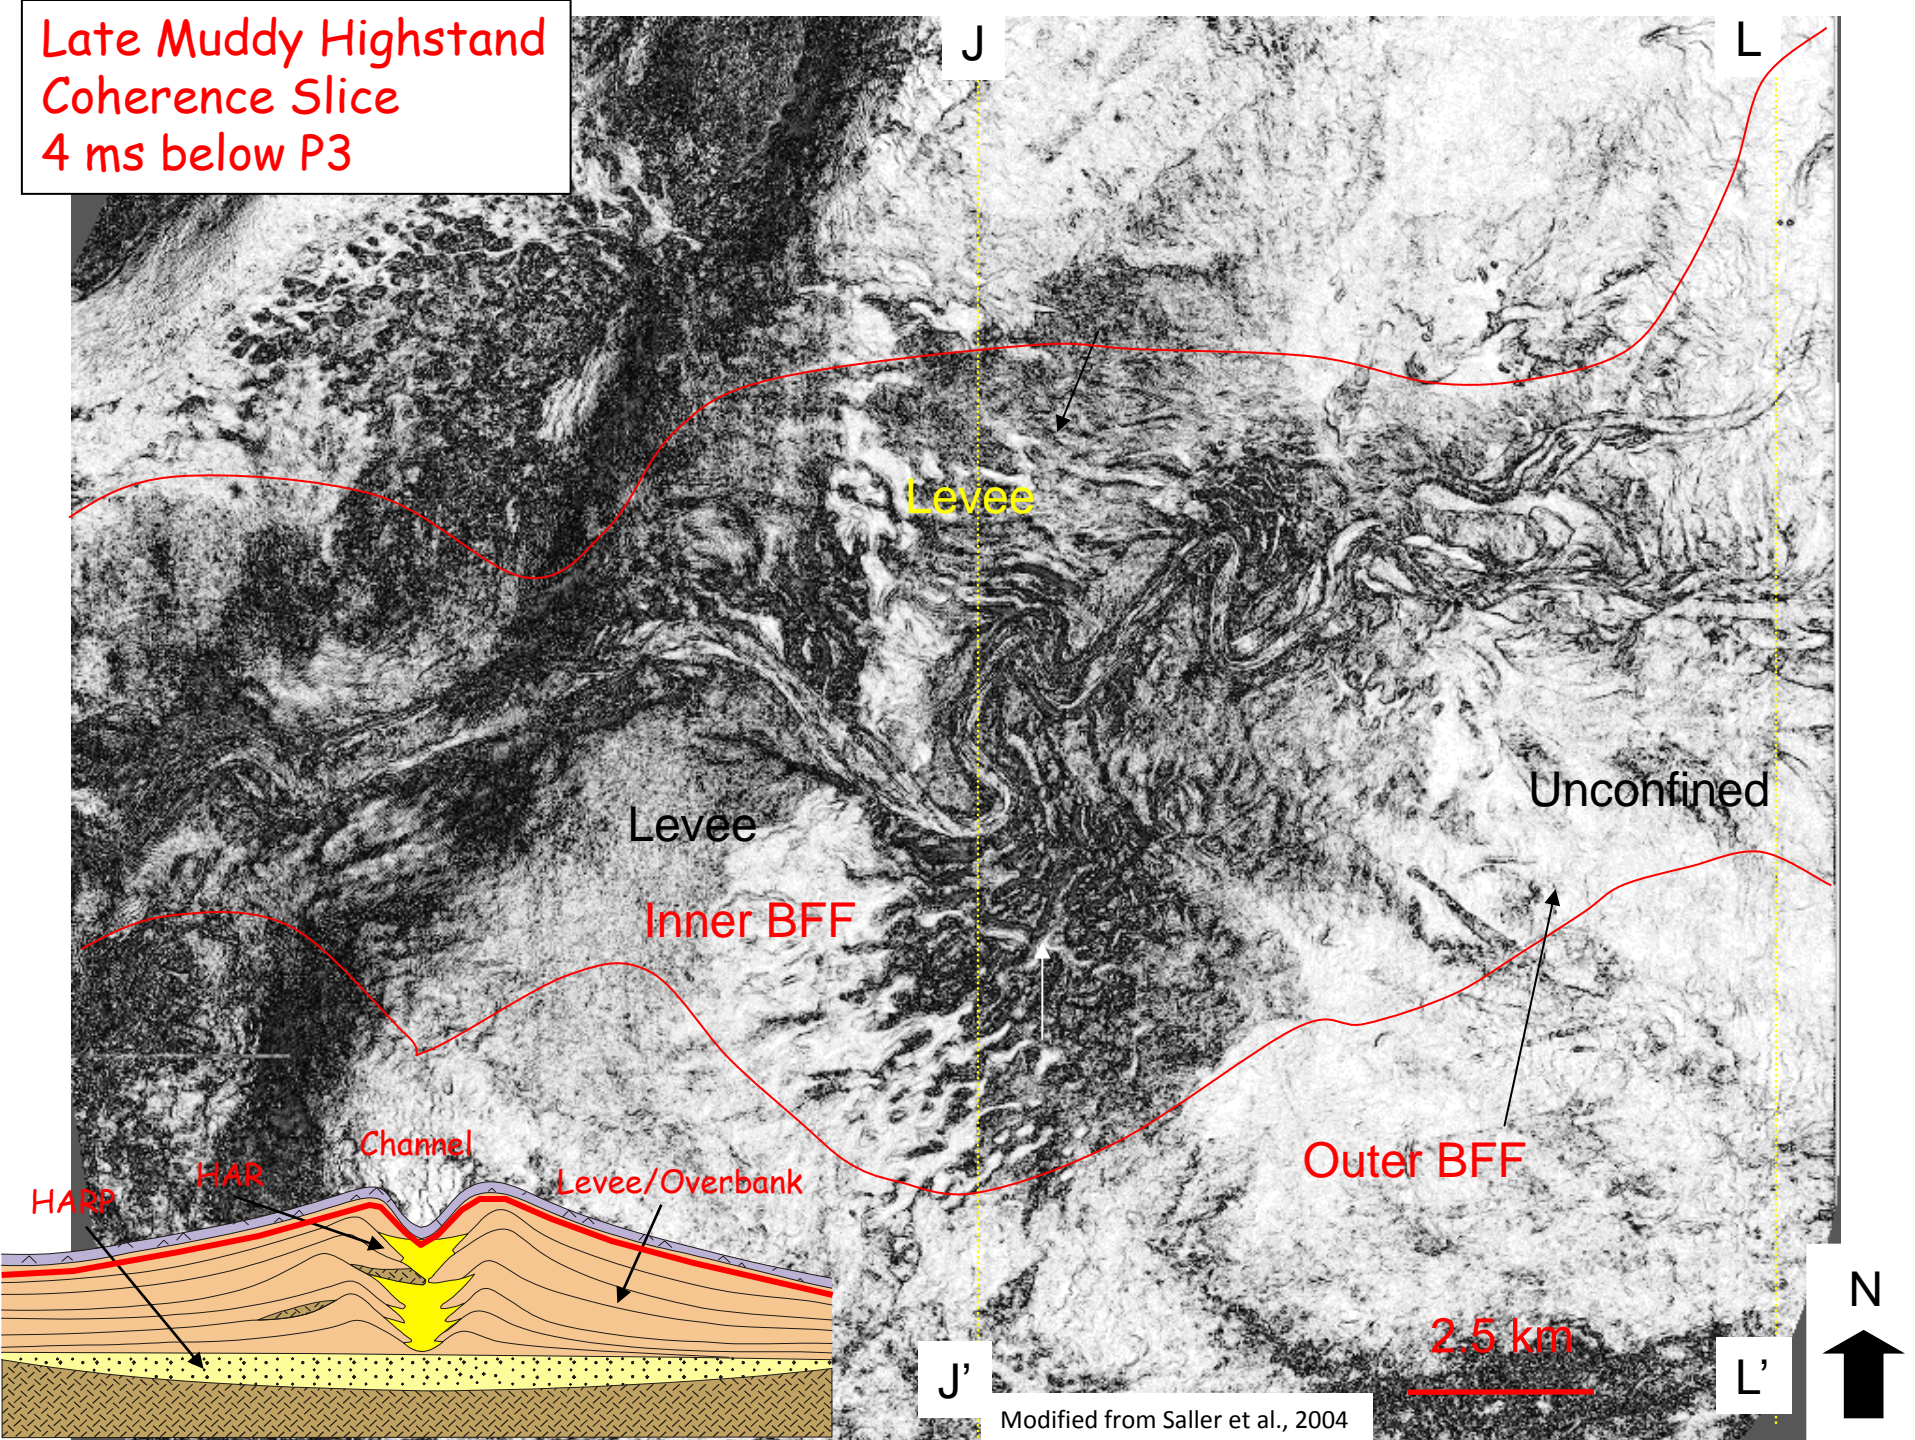 Late Muddy Highstand
Coherence Slice
4 ms below P3
J
L
Levee
Unconfined
Levee
Inner BFF
Outer BFF
Channel
HAR
HARP
Levee/Overbank
N
2.5 km
J’
L’
Modified from Saller et al., 2004